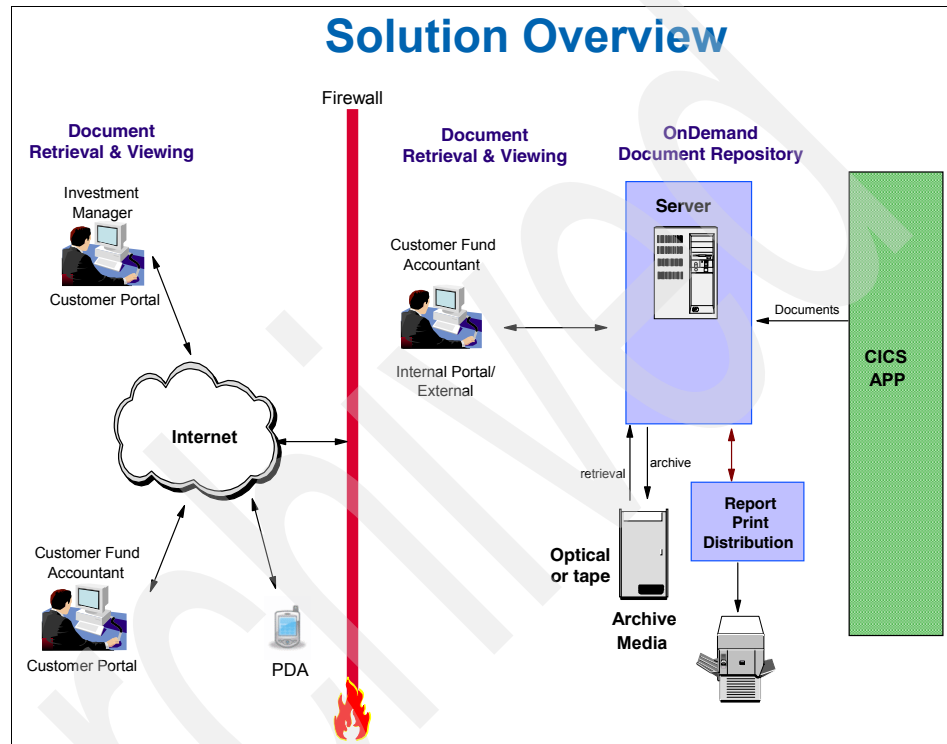 Solution Overview
Firewall
Document
Retrieval & Viewing
Investment
Manager
Customer Portal
Internet
Customer Fund
Accountant
Customer Portal
PDA
Document
Retrieval & Viewing
Customer Fund
Accountant
Internal Portal/
External
OnDemand
Document Repository
Server
Documents
CICS
APP
retrieval
archive
Optical
or tape
Archive
Media
Report
Print
Distribution
rchived